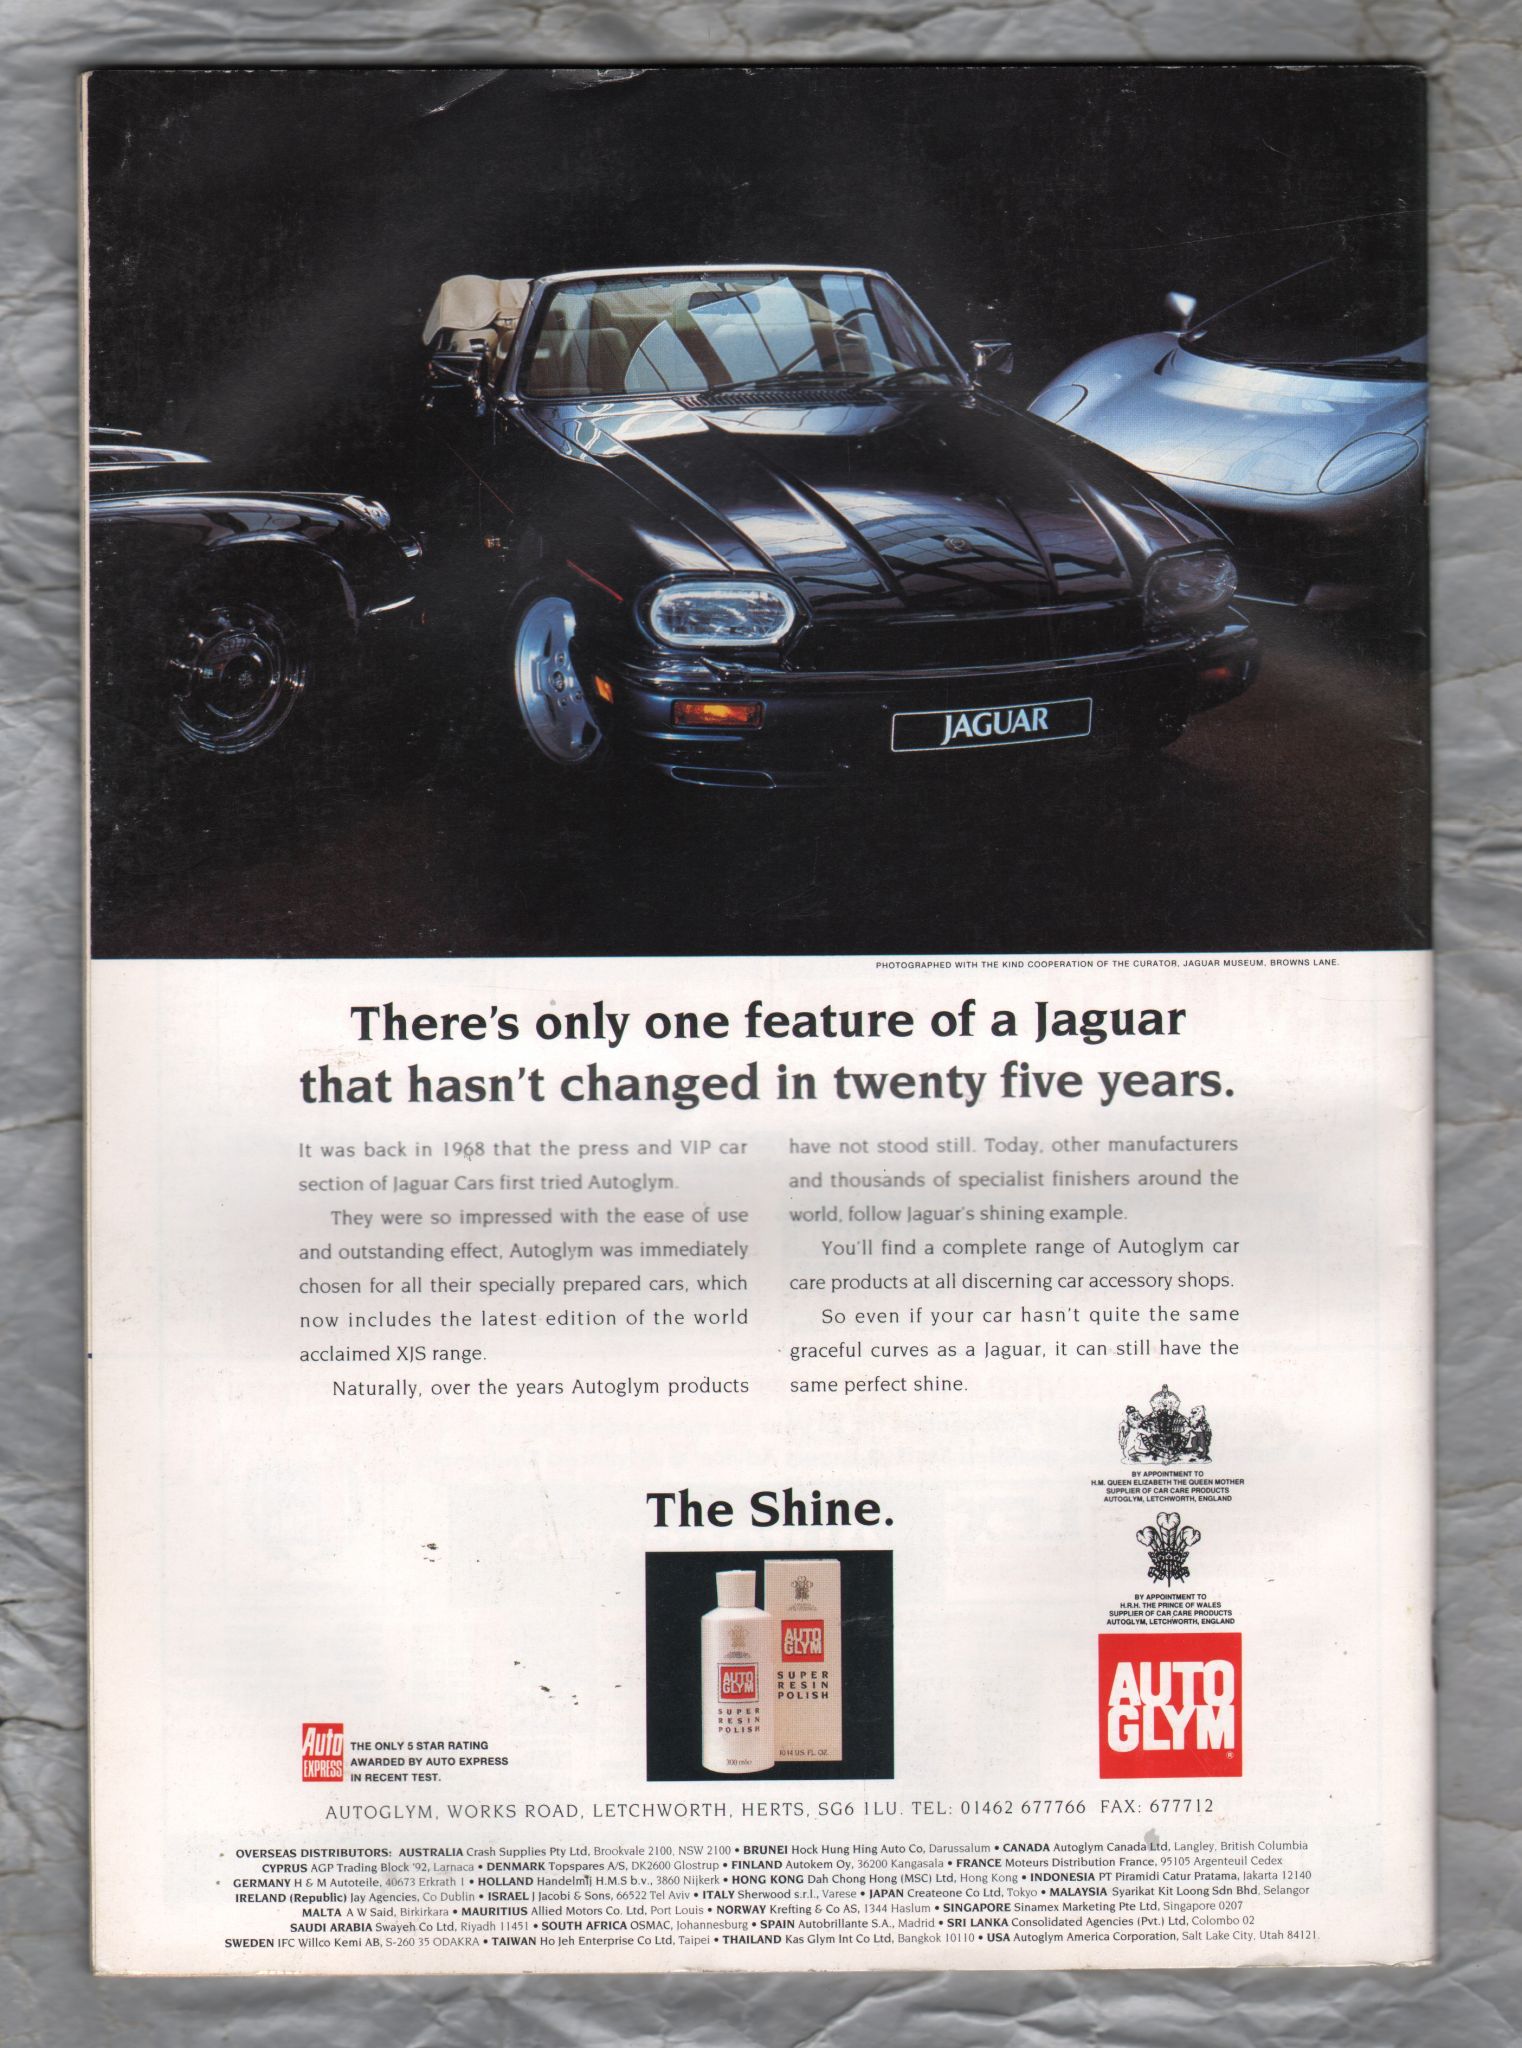 JAGUAR
PHOTOGRAPHED WITH THE KIND COOPERATION OF THE CURATOR, JAGUAR MUSEUM, BROWNS LANE.
There's only one feature of a Jaguar
that hasn't changed in twenty five years.
It was back in 1968 that the press and VIP car
section of Jaguar Cars first tried Autoglym.
They were so impressed with the ease of use
and outstanding effect, Autoglym was immediately
chosen for all their specially prepared cars, which
now includes the latest edition of the world
acclaimed XJS range.
Naturally, over the years Autoglym products
have not stood still. Today, other manufacturers
and thousands of specialist finishers around the
world, follow Jaguar's shining example.
You'll find a complete range of Autoglym car
care products at all discerning car accessory shops.
So even if your car hasn't quite the same
graceful curves as a Jaguar, it can still have the
same perfect shine.
BY APPOINTMENT TO
H.M. QUEEN ELIZABETH THE QUEEN MOTHER
SUPPLIER OF CAR CARE PRODUCTS
AUTOGLYM, LETCHWORTH, ENGLAND
The Shine.
BY APPOINTMENT TO
H.R.H. THE PRINCE OF WALES
SUPPLIER OF CAR CARE PRODUCTS
AUTOGLYM, LETCHWORTH, ENGLAND
AUTO
GLYM
SUPER
RESIN
POLISH
300 ml e
AUTO
GLYM
SUPER
RESIN
POLISH
10.14 US. FL. OZ.
AUTO
GLYM®
Auto
EXPRESS
THE ONLY 5 STAR RATING
AWARDED BY AUTO EXPRESS
IN RECENT TEST.
AUTOGLYM, WORKS ROAD, LETCHWORTH, HERTS, SG6 1LU. TEL: 01462 677766 FAX: 677712
OVERSEAS DISTRIBUTORS: AUSTRALIA Crash Supplies Pty Ltd, Brookvale 2100, NSW 2100 • BRUNEI Hock Hung Hing Auto Co, Darussalum • CANADA Autoglym Canada Ltd, Langley, British Columbia
CYPRUS AGP Trading Block '92, Larnaca • DENMARK Topspares A/S, DK2600 Glostrup • FINLAND Autokem Oy, 36200 Kangasala • FRANCE Moteurs Distribution France, 95105 Argenteuil Cedex
GERMANY H & M Autoteile, 40673 Erkrath 1 • HOLLAND Handelmij H.M.S b.v., 3860 Nijkerk • HONG KONG Dah Chong Hong (MSC) Ltd, Hong Kong • INDONESIA PT Piramidi Catur Pratama, Jakarta 12140
IRELAND (Republic) Jay Agencies, Co Dublin • ISRAEL J Jacobi & Sons, 66522 Tel Aviv • ITALY Sherwood s.r.l., Varese • JAPAN Createone Co Ltd, Tokyo • MALAYSIA Syarikat Kit Loong Sdn Bhd, Selangor
MALTA A W Said, Birkirkara • MAURITIUS Allied Motors Co. Ltd, Port Louis • NORWAY Krefting & Co AS, 1344 Haslum • SINGAPORE Sinamex Marketing Pte Ltd, Singapore 0207
SAUDI ARABIA Swayeh Co Ltd, Riyadh 11451 • SOUTH AFRICA OSMAC, Johannesburg • SPAIN Autobrillante S.A., Madrid • SRI LANKA Consolidated Agencies (Pvt.) Ltd, Colombo 02
SWEDEN IFC Willco Kemi AB, S-260 35 ODAKRA • TAIWAN Ho Jeh Enterprise Co Ltd, Taipei • THAILAND Kas Glym Int Co Ltd, Bangkok 10110 • USA Autoglym America Corporation, Salt Lake City, Utah 84121.